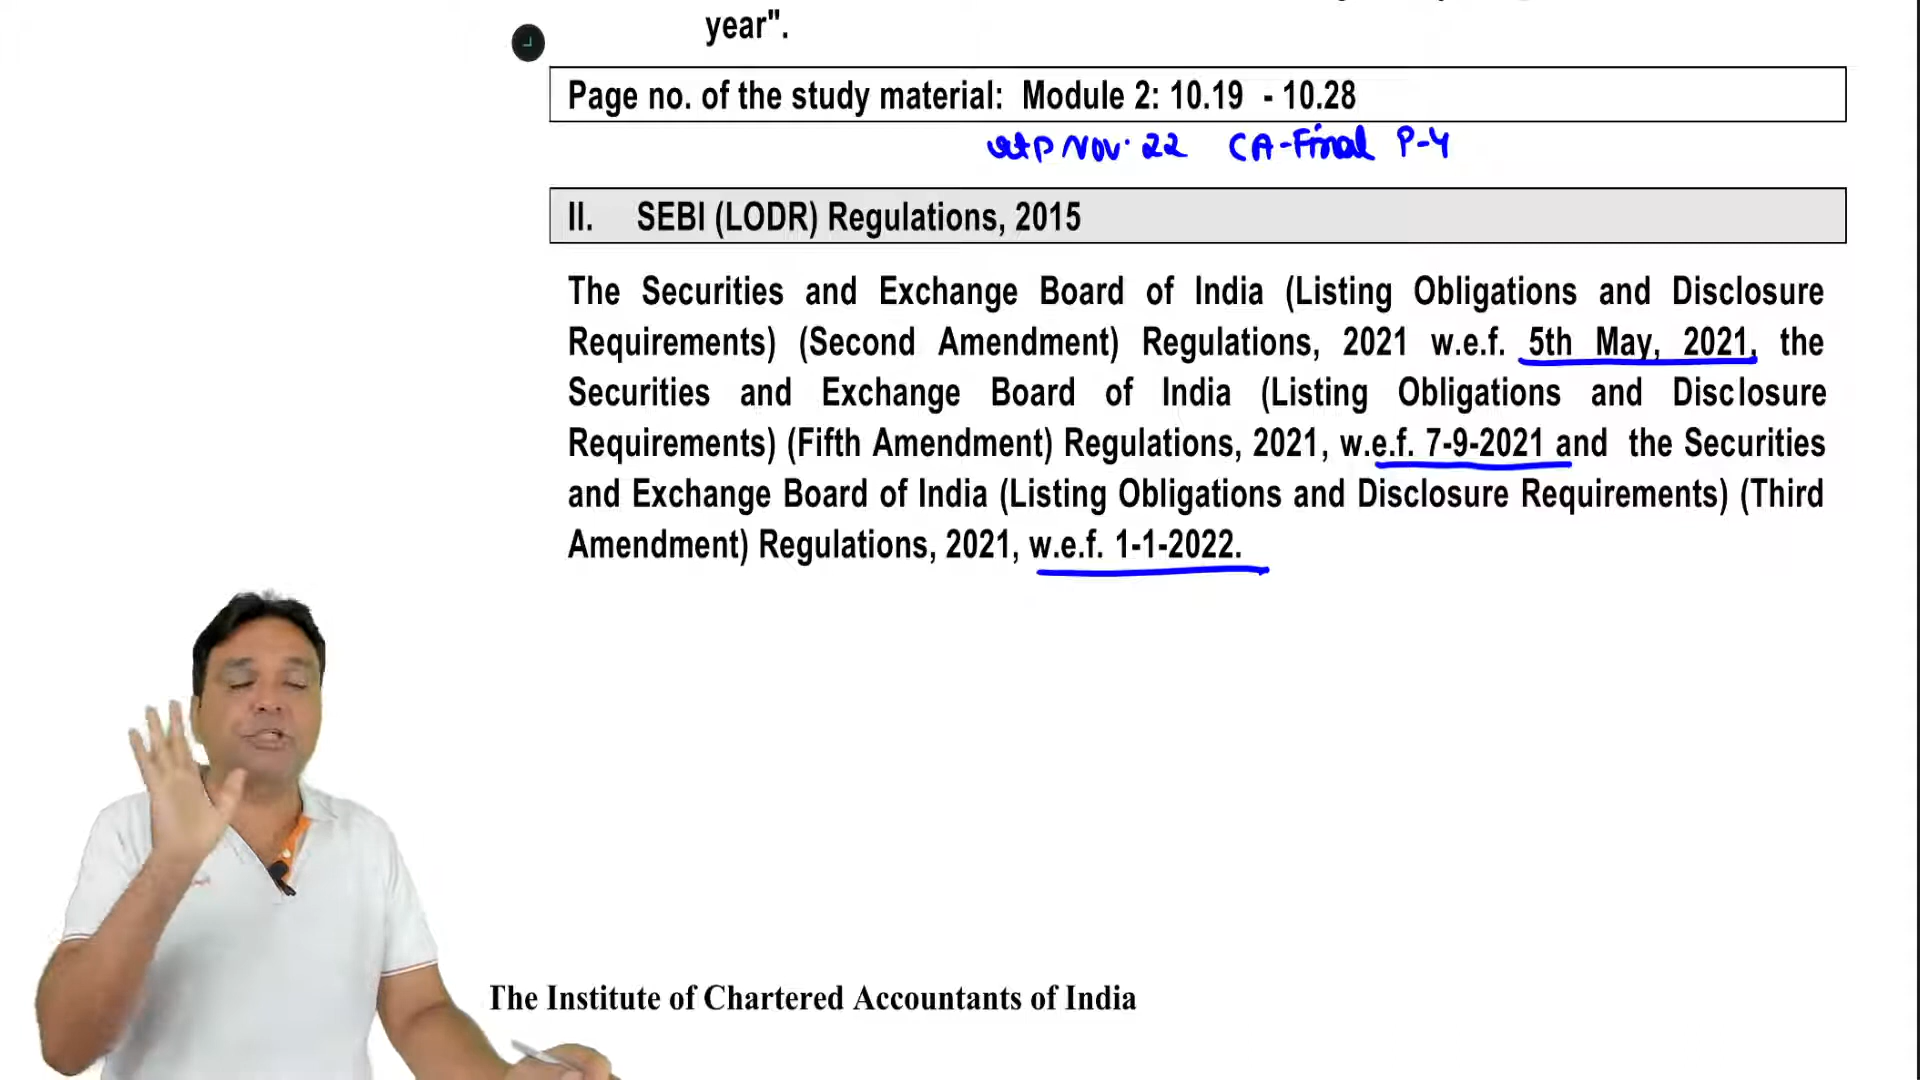 year".
Page no. of the study material: Module 2: 10.19 - 10.28
Nov. 22 CA-Final P-4
II. SEBI (LODR) Regulations, 2015
The Securities and Exchange Board of India (Listing Obligations and Disclosure
Requirements) (Second Amendment) Regulations, 2021 w.e.f. 5th May, 2021, the
Securities and Exchange Board of India (Listing Obligations and Disclosure
Requirements) (Fifth Amendment) Regulations, 2021, w.e.f. 7-9-2021 and the Securities
and Exchange Board of India (Listing Obligations and Disclosure Requirements) (Third
Amendment) Regulations, 2021, w.e.f. 1-1-2022.
The Institute of Chartered Accountants of India